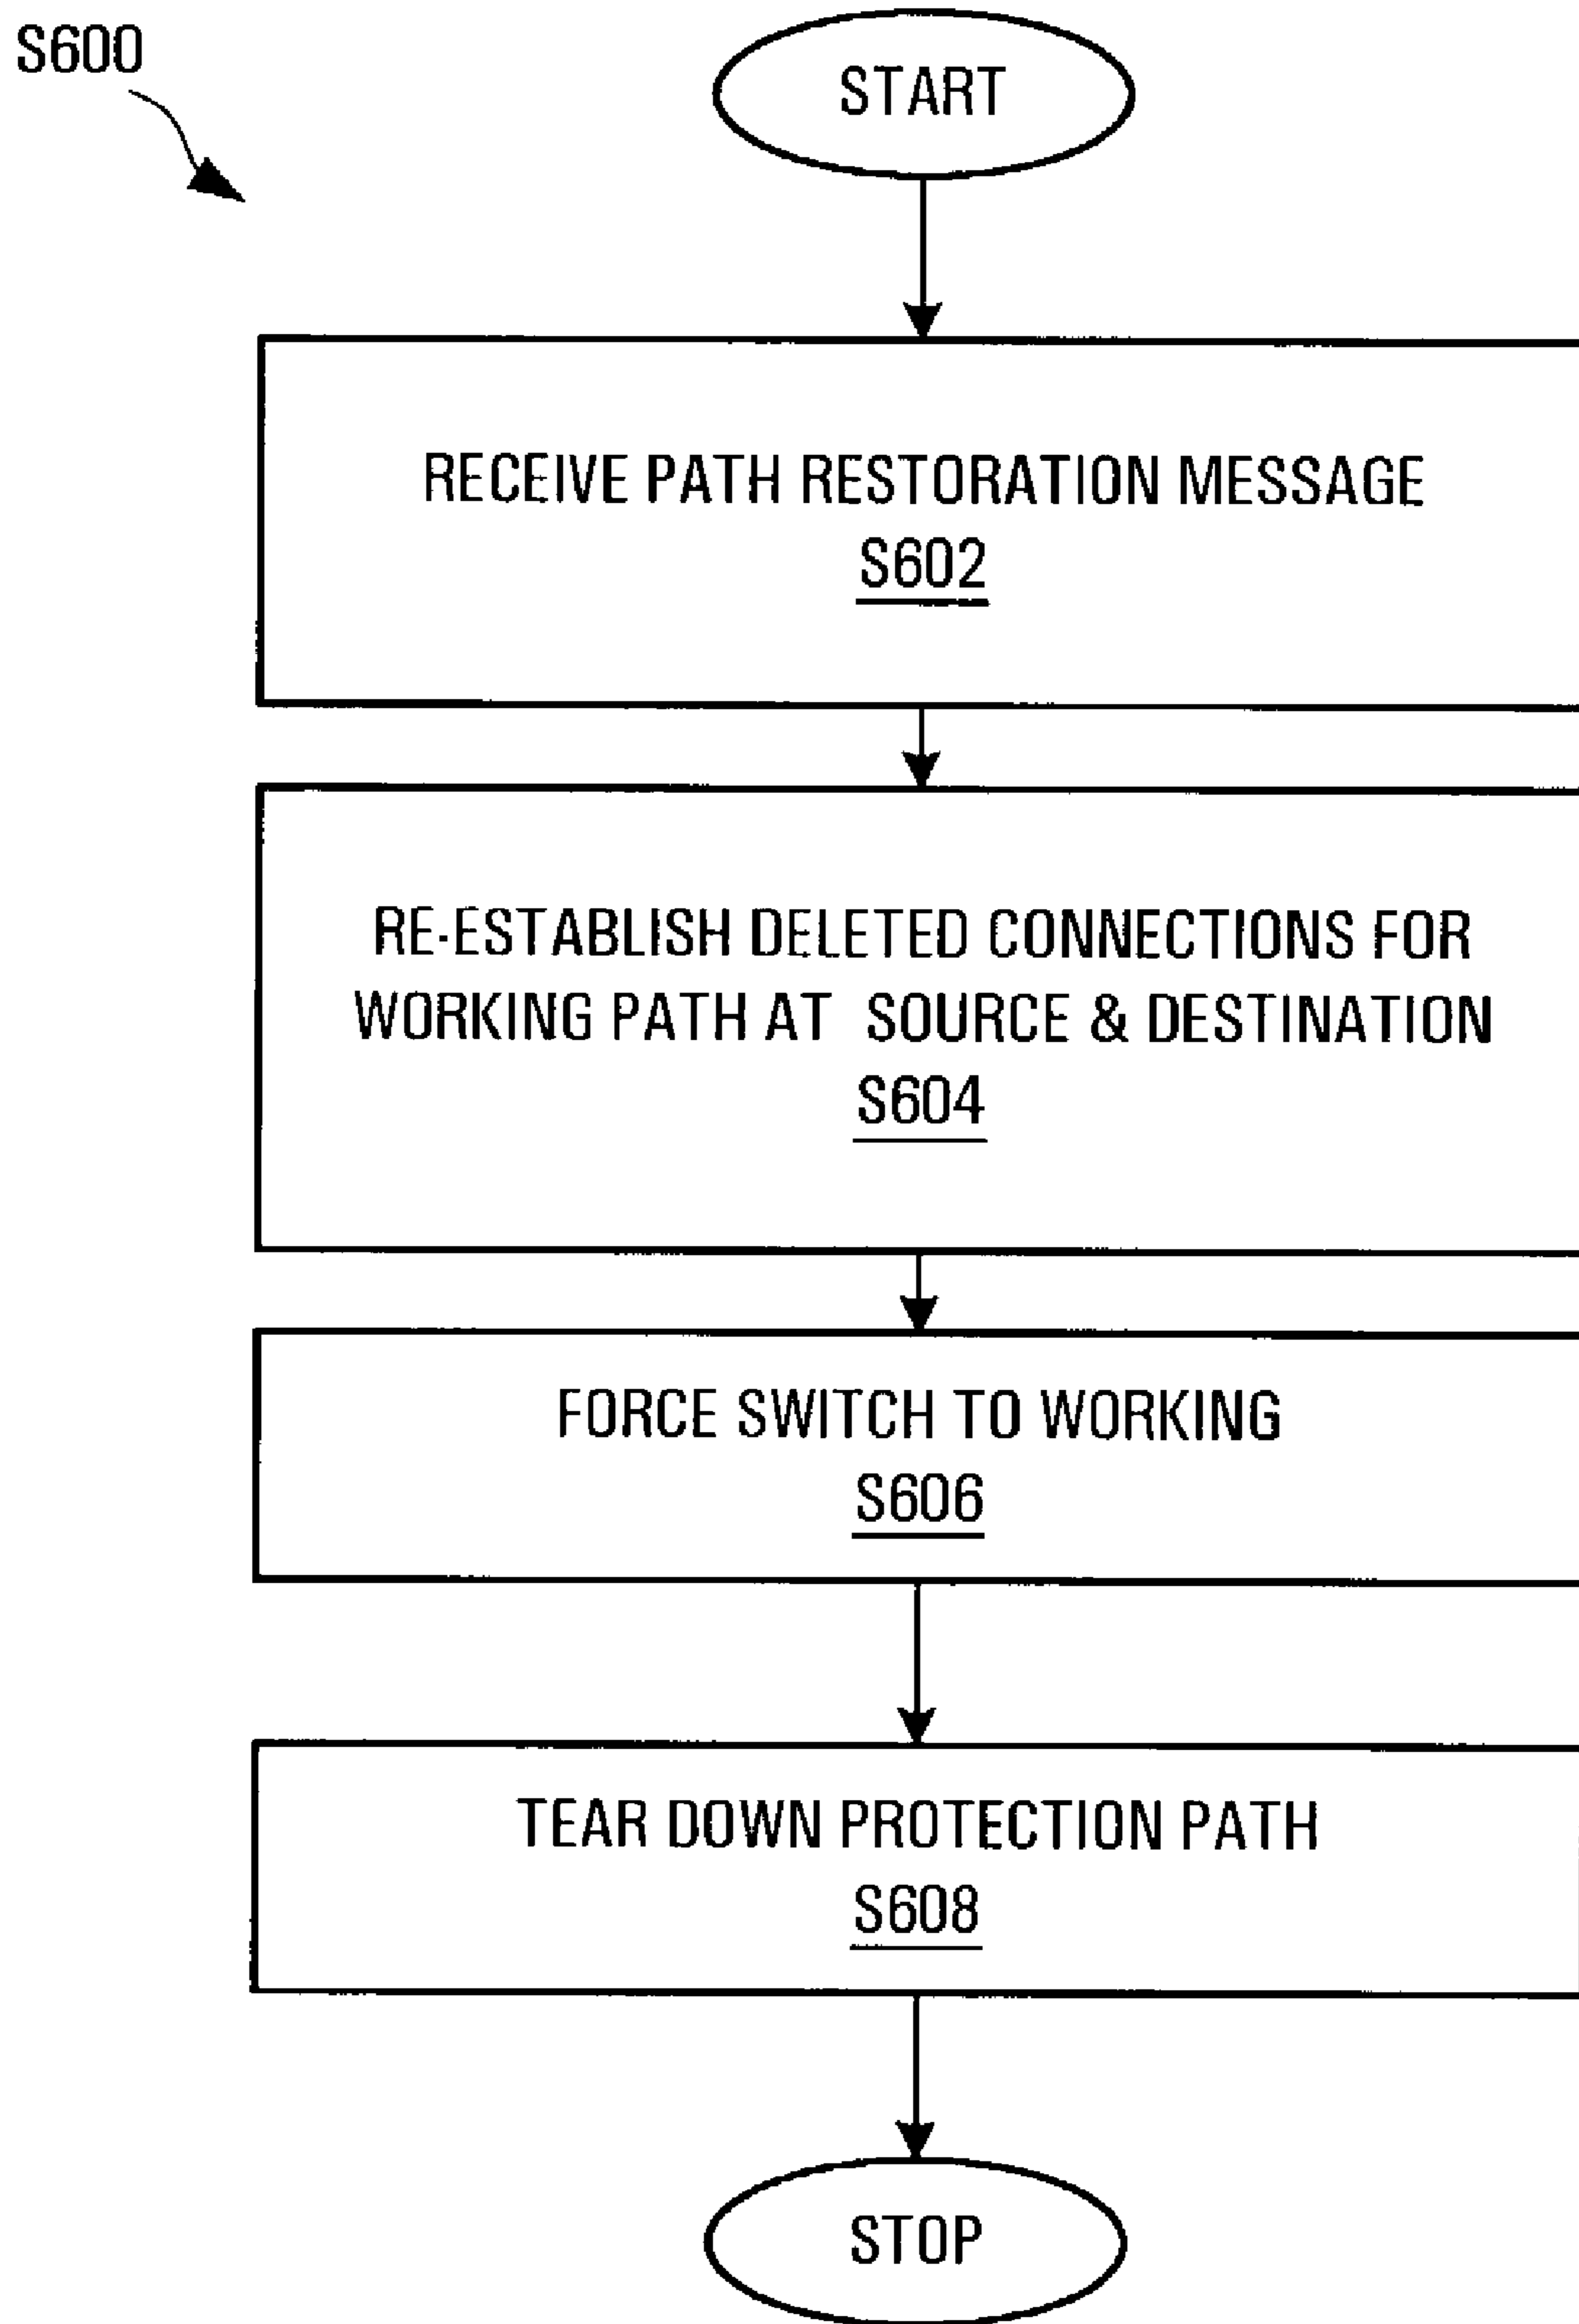 S600
START
RECEIVE PATH RESTORATION MESSAGE
S602
RE-ESTABLISH DELETED CONNECTIONS FOR
WORKING PATH AT SOURCE & DESTINATION
S604
FORCE SWITCH TO WORKING
S606
TEAR DOWN PROTECTION PATH
S608
STOP